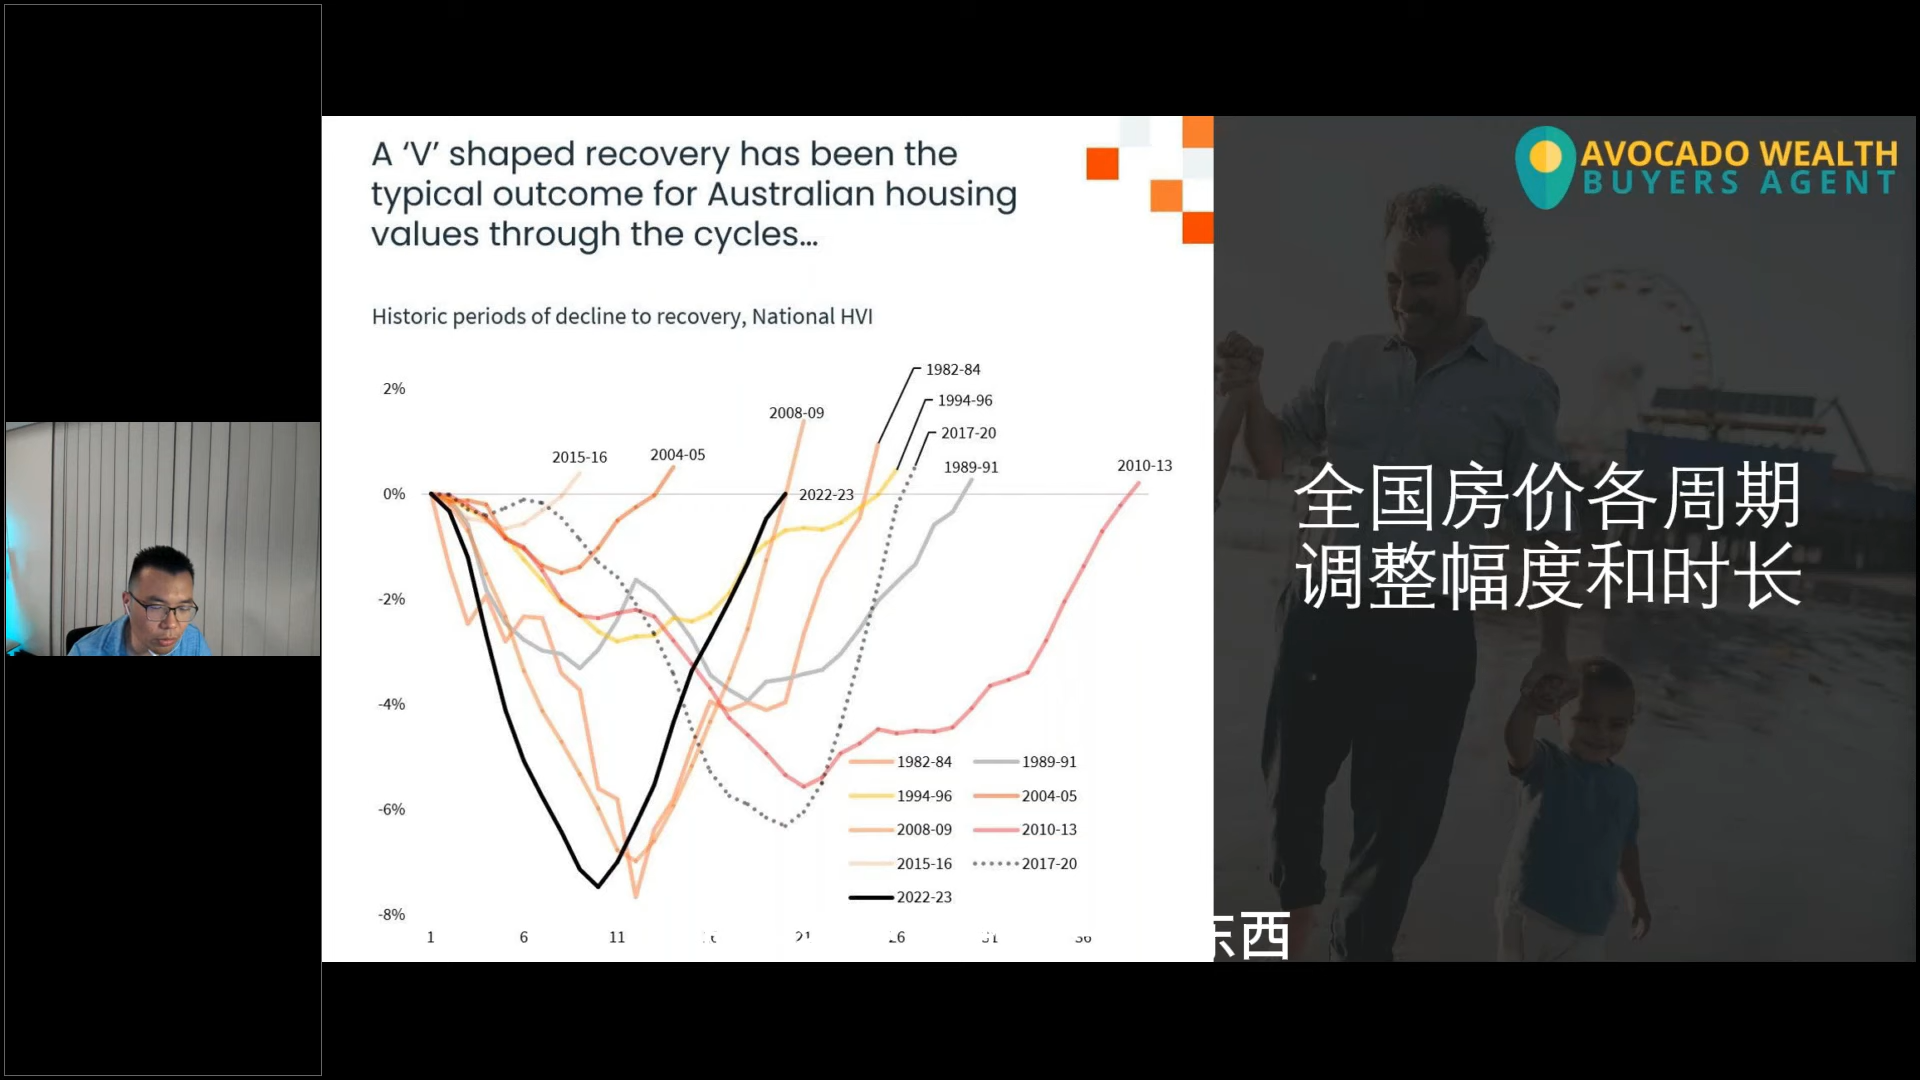 A ‘V’ shaped recovery has been the
typical outcome for Australian housing
values through the cycles...
Historic periods of decline to recovery, National HVI
2%
0%
-2%
-4%
-6%
-8%
2015-16
2004-05
2008-09
2022-23
1982-84
1994-96
2017-20
1989-91
2010-13
1982-84
1989-91
1994-96
2004-05
2008-09
2010-13
2015-16
2017-20
2022-23
1 6 11 21 26 31 36
AVOCADO WEALTH
BUYERS AGENT
全国房价各周期
调整幅度和时长
东西